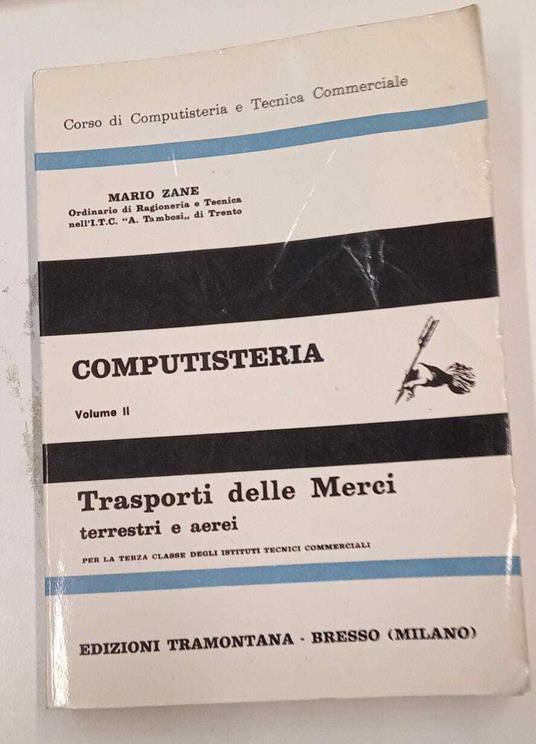 Corso di Computisteria e Tecnica Commerciale
MARIO ZANE
Ordinario di Ragioneria e Tecnica
nell'I.T.C. "A. Tambosi„ di Trento
COMPUTISTERIA
Volume II
Trasporti delle Merci
terrestri e aerei
PER LA TERZA CLASSE DEGLI ISTITUTI TECNICI COMMERCIALI
EDIZIONI TRAMONTANA - BRESSO (MILANO)